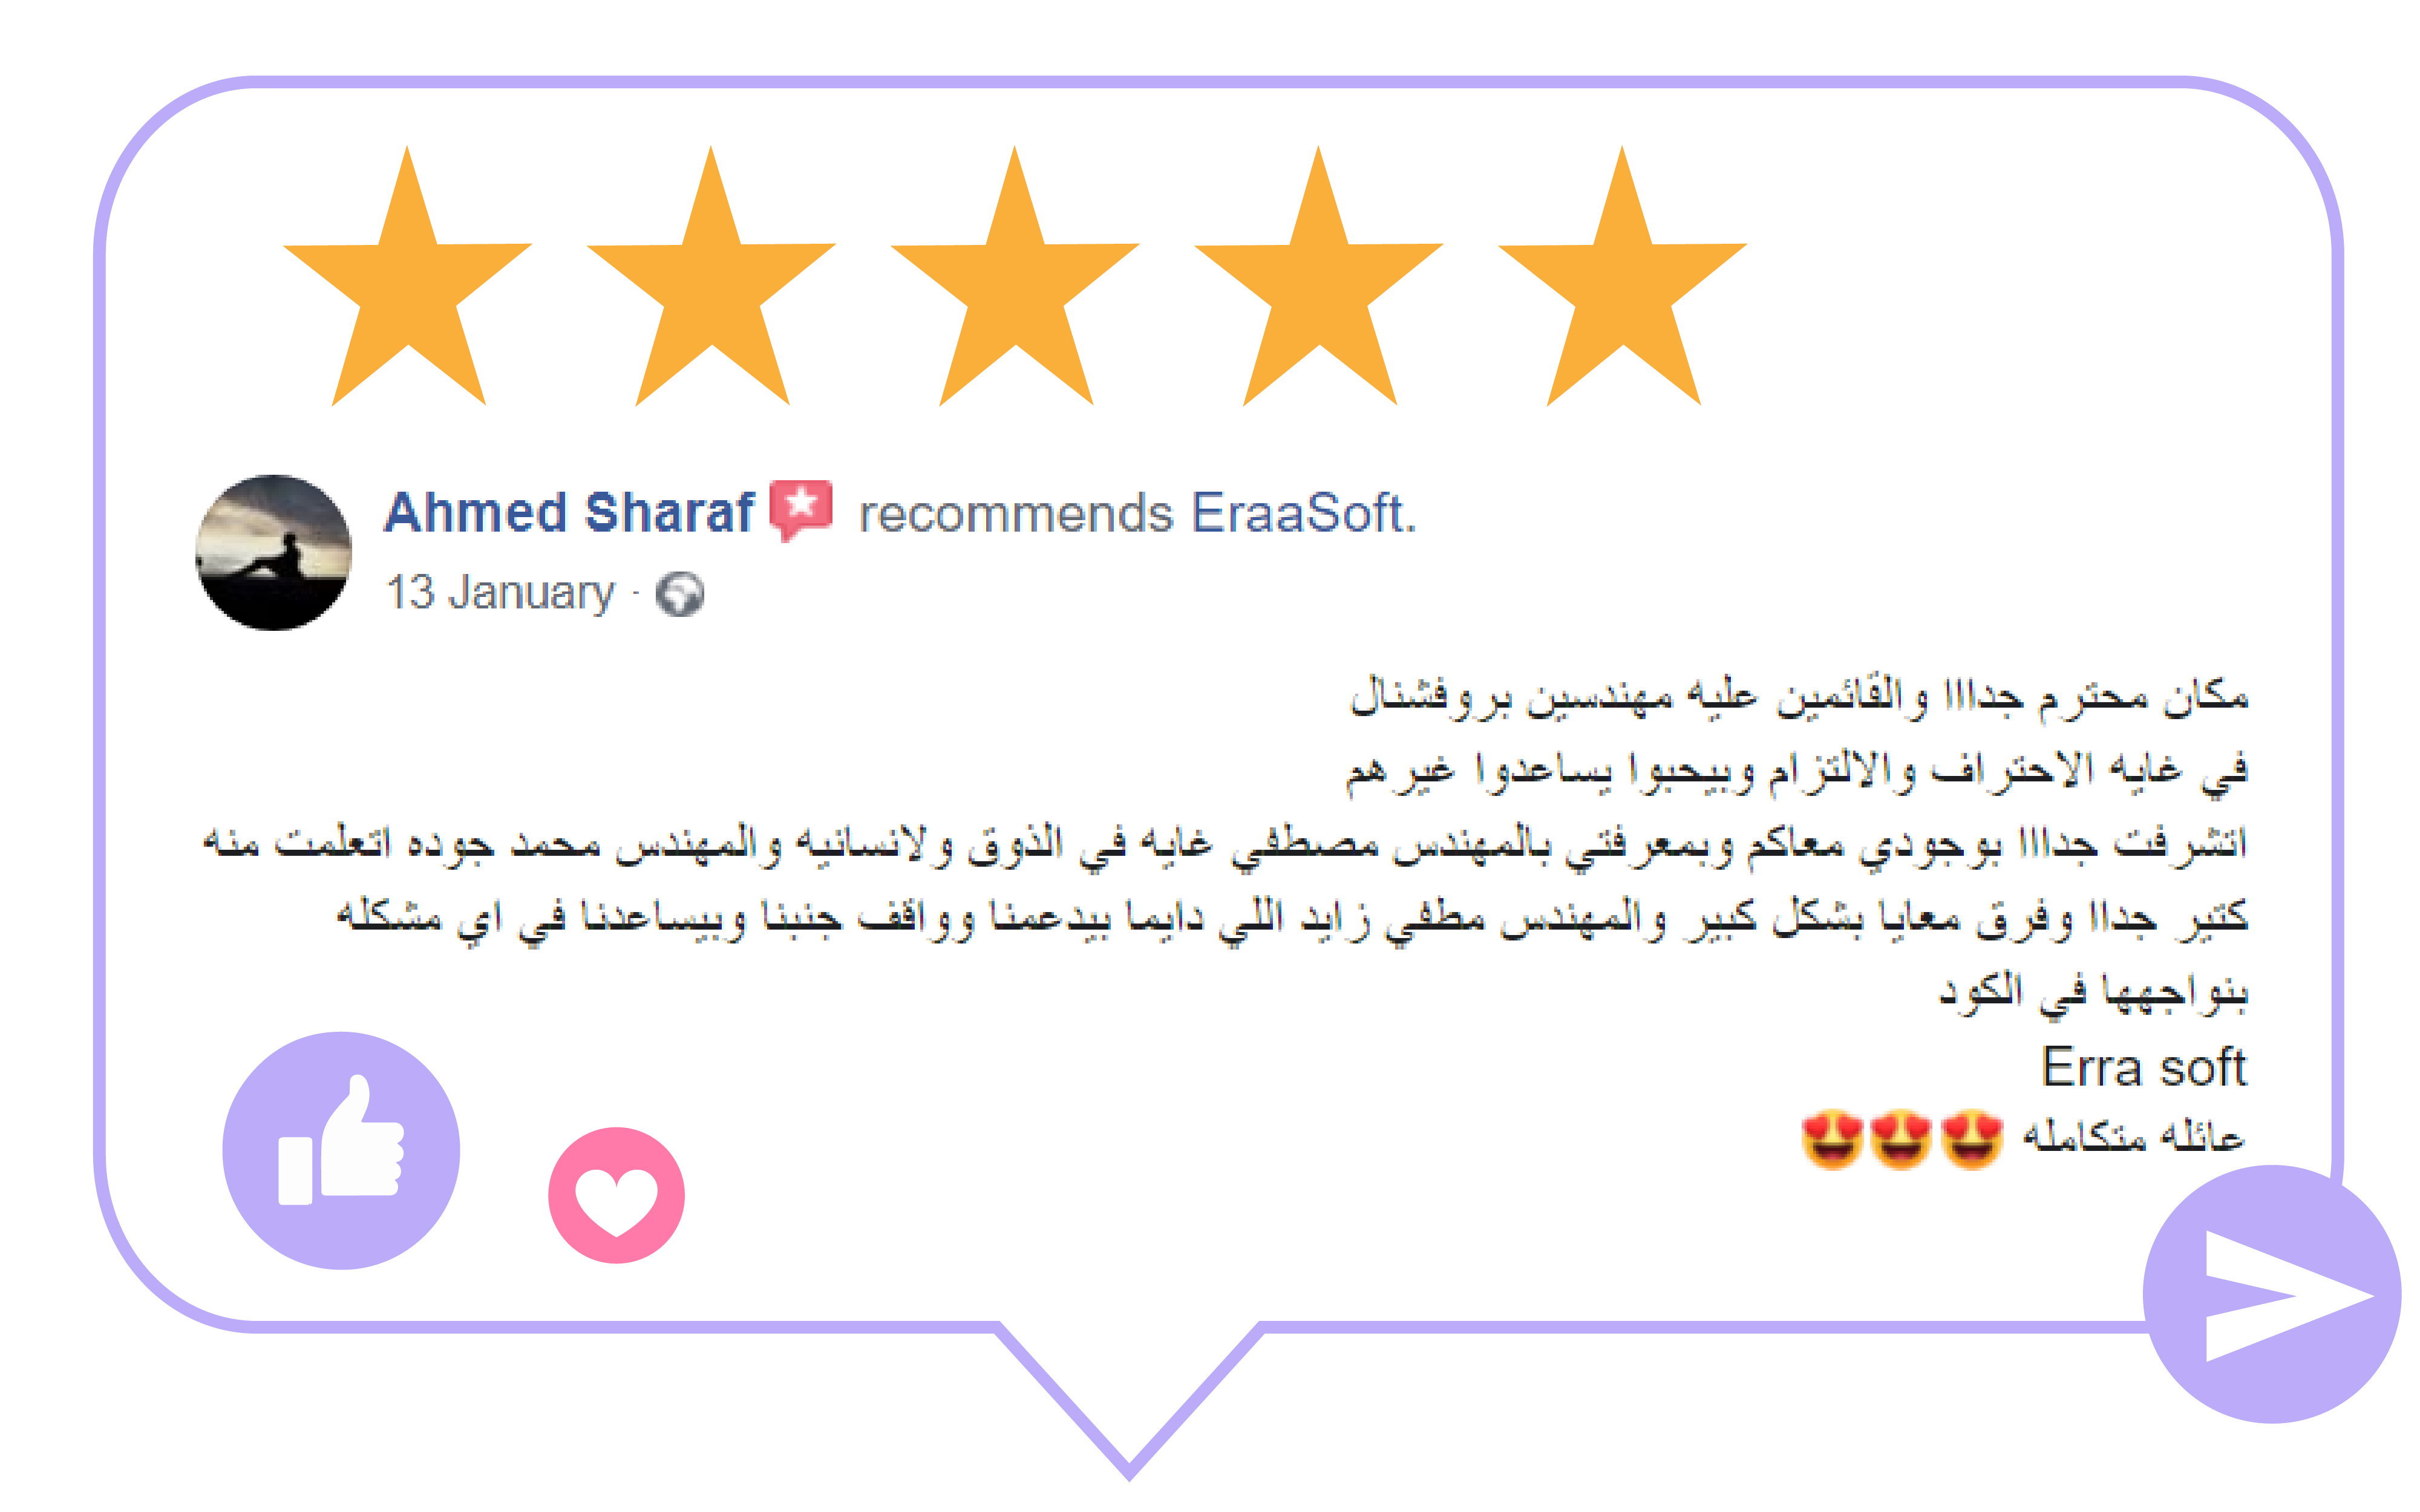 Ahmed Sharaf recommends EraaSoft.
13 January ·
مكان محترم جدااا والقائمين عليه مهندسين بروفشنال
في غايه الاحتراف والالتزام وبيحبوا يساعدوا غيرهم
اتشرفت جدااا بوجودي معاكم وبمعرفتي بالمهندس مصطفي غايه في الذوق ولانسانيه والمهندس محمد جوده اتعلمت منه
كتير جداا وفرق معايا بشكل كبير والمهندس مطفي زايد اللي دايما بيدعمنا وواقف جنبنا وبيساعدنا في اي مشكله
بنواجهها في الكود
Erra soft
عائله متكامله 😍😍😍